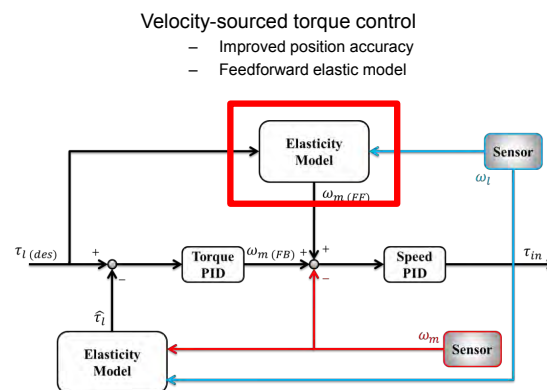 Velocity-sourced torque control
– Improved position accuracy
– Feedforward elastic model
Elasticity
Model
Sensor
ω_l
ω_m (FF)
τ_l (des)
+
−
Torque
PID
ω_m (FB)
+
+
−
Speed
PID
τ_in
τ̂_l
Elasticity
Model
ω_m
Sensor